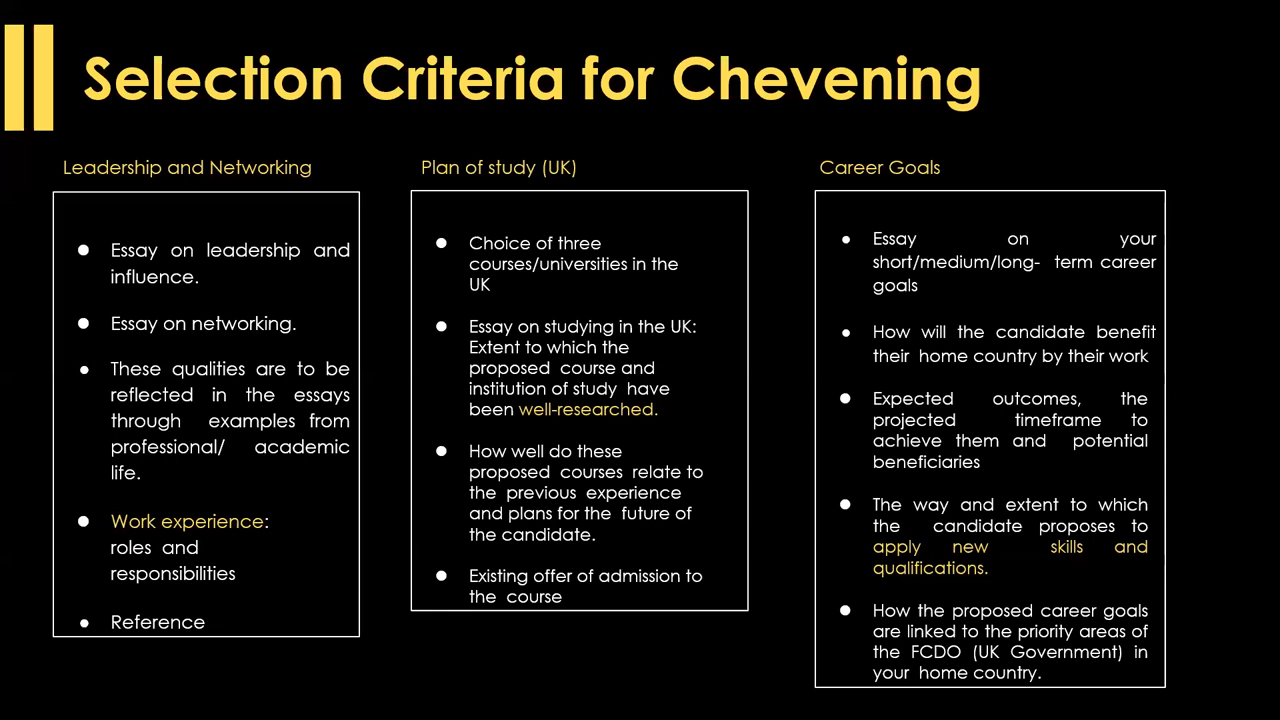 Selection Criteria for Chevening
Leadership and Networking
Essay on leadership and
influence.
Essay on networking.
These qualities are to be
reflected in the essays
through examples from
professional/ academic
life.
Work experience:
roles and
responsibilities
Reference
Plan of study (UK)
Choice of three
courses/universities in the
UK
Essay on studying in the UK:
Extent to which the
proposed course and
institution of study have
been well-researched.
How well do these
proposed courses relate to
the previous experience
and plans for the future of
the candidate.
Existing offer of admission to
the course
Career Goals
Essay on your
short/medium/long- term career
goals
How will the candidate benefit
their home country by their work
Expected outcomes, the
projected timeframe to
achieve them and potential
beneficiaries
The way and extent to which
the candidate proposes to
apply new skills and
qualifications.
How the proposed career goals
are linked to the priority areas of
the FCDO (UK Government) in
your home country.